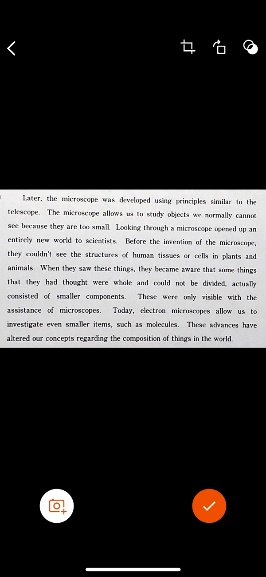 Later, the microscope was developed using principles similar to the
telescope. The microscope allows us to study objects we normally cannot
see because they are too small. Looking through a microscope opened up an
entirely new world to scientists. Before the invention of the microscope,
they couldn't see the structures of human tissues or cells in plants and
animals. When they saw these things, they became aware that some things
that they had thought were whole and could not be divided, actually
consisted of smaller components. These were only visible with the
assistance of microscopes. Today, electron microscopes allow us to
investigate even smaller items, such as molecules. These advances have
altered our concepts regarding the composition of things in the world.